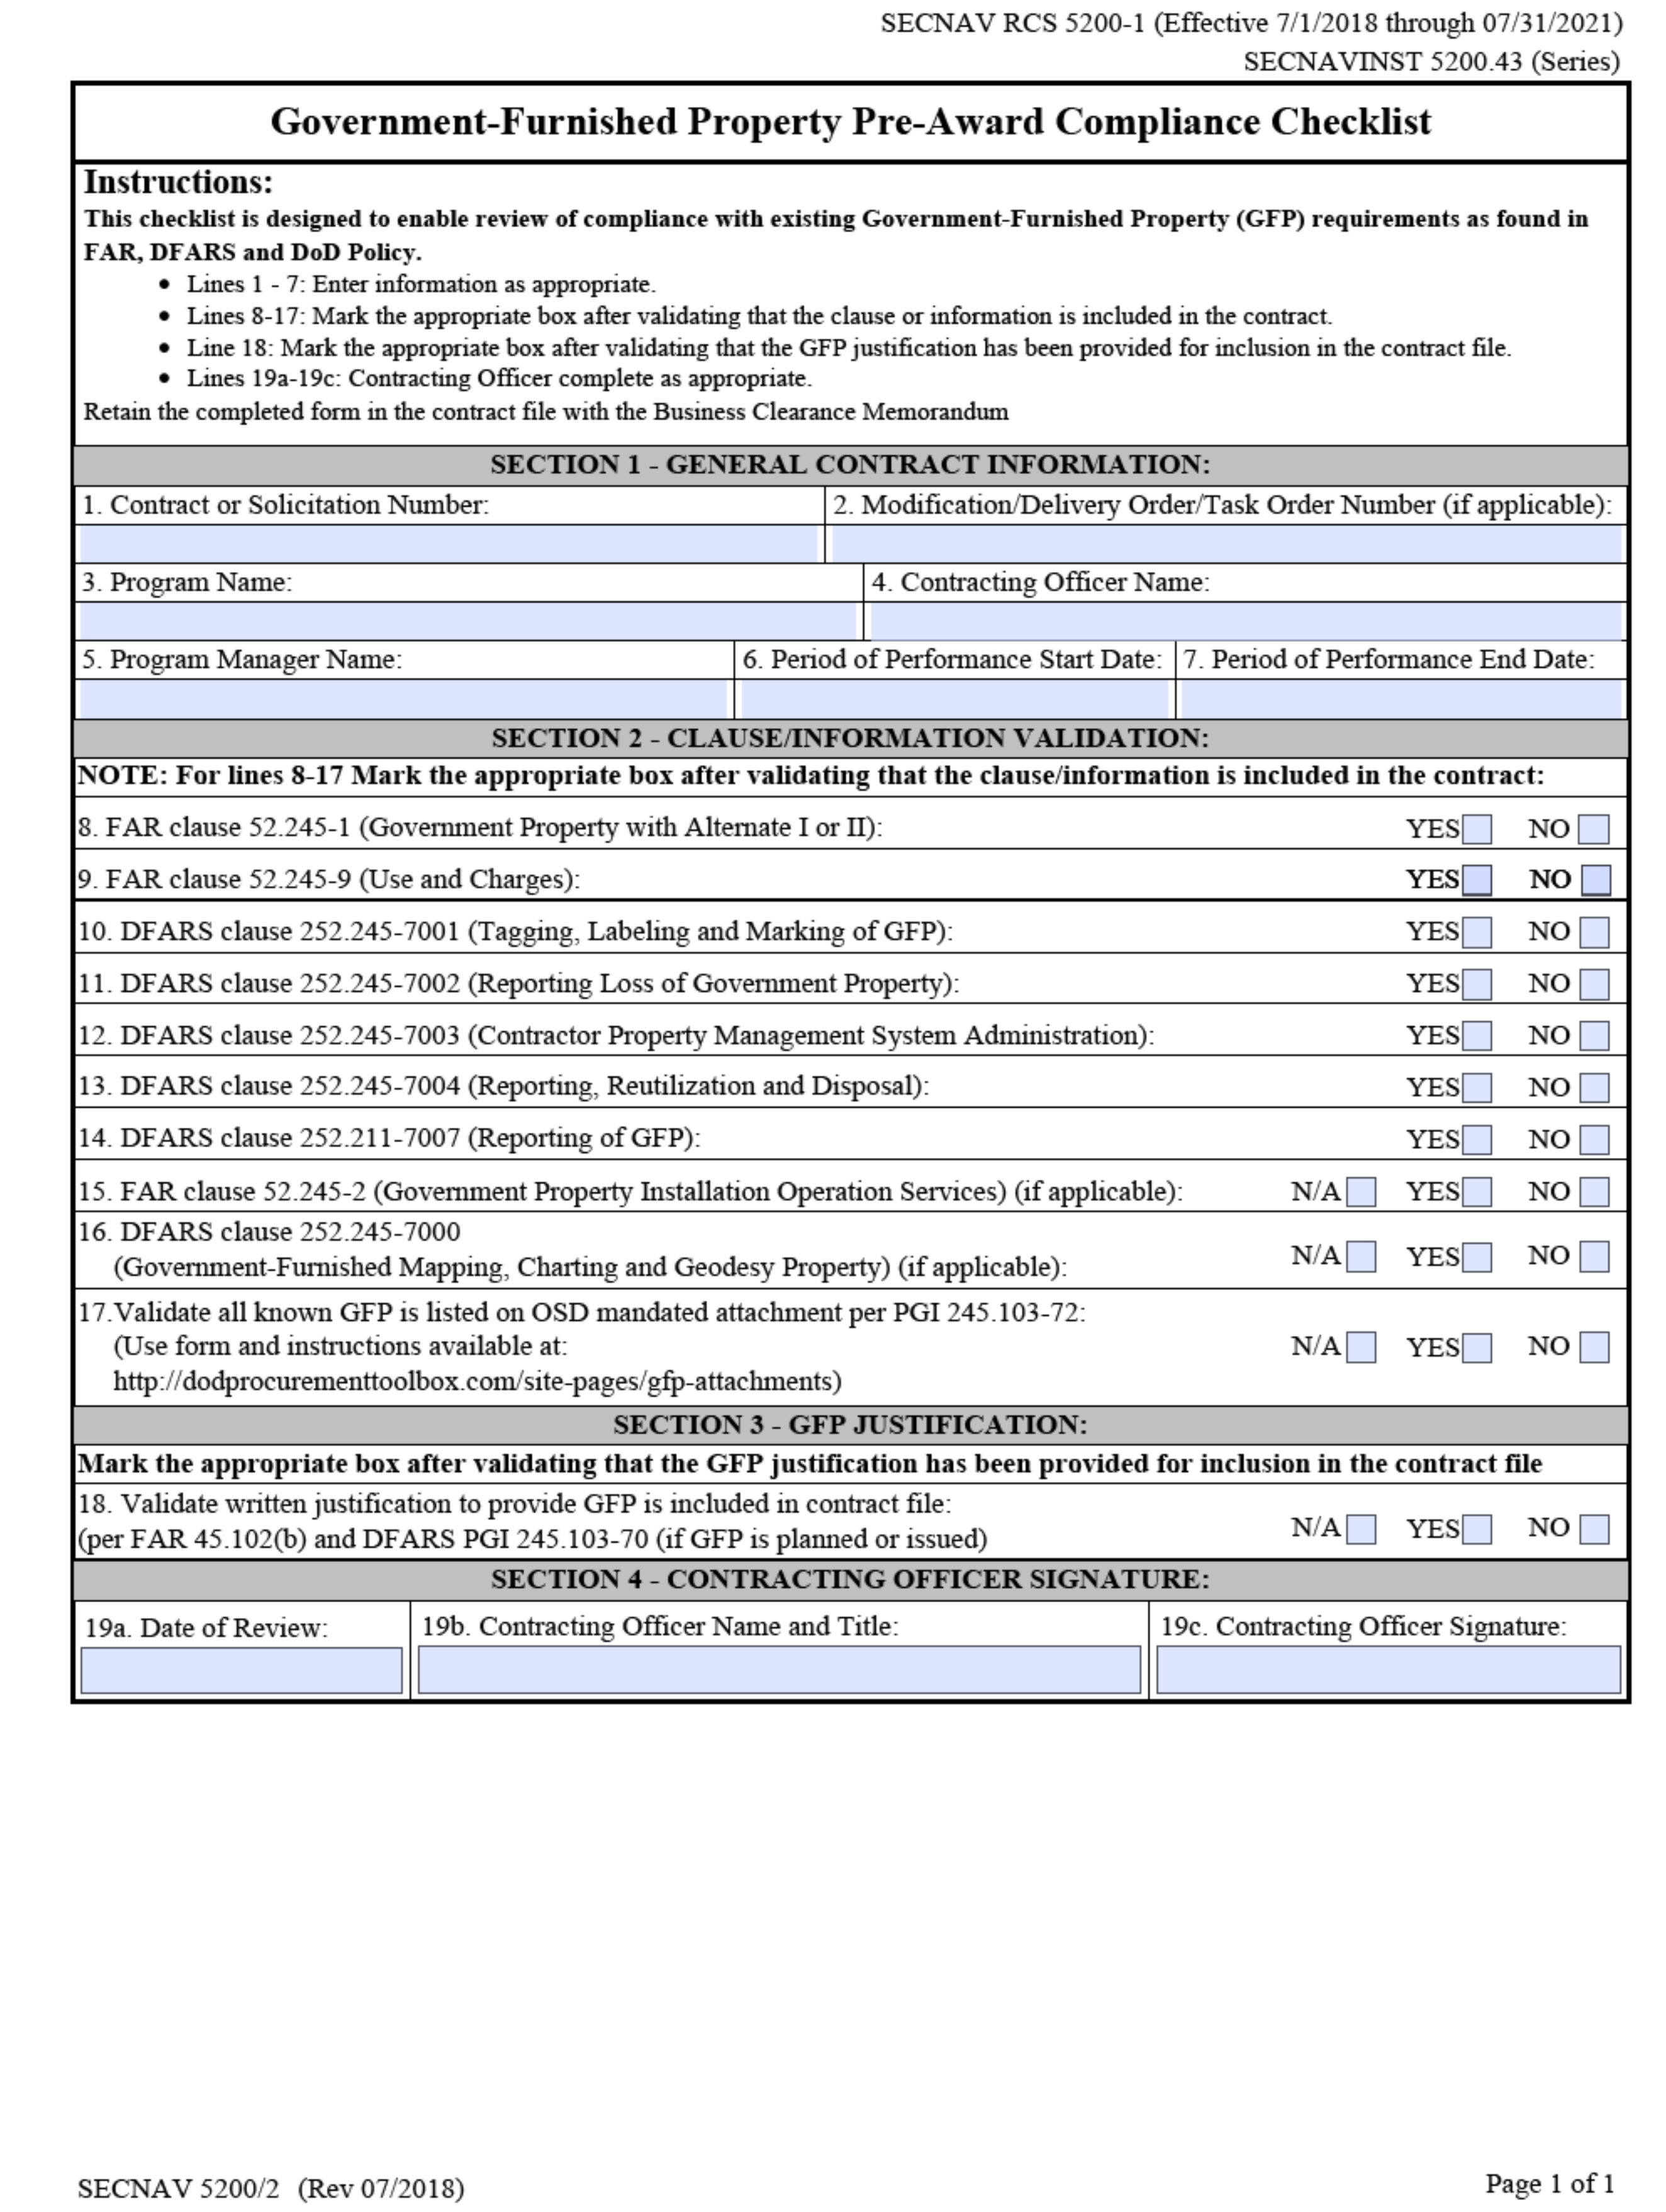 SECNAV RCS 5200-1 (Effective 7/1/2018 through 07/31/2021)
SECNAVINST 5200.43 (Series)
Government-Furnished Property Pre-Award Compliance Checklist
Instructions:
This checklist is designed to enable review of compliance with existing Government-Furnished Property (GFP) requirements as found in
FAR, DFARS and DoD Policy.
• Lines 1 - 7: Enter information as appropriate.
• Lines 8-17: Mark the appropriate box after validating that the clause or information is included in the contract.
• Line 18: Mark the appropriate box after validating that the GFP justification has been provided for inclusion in the contract file.
• Lines 19a-19c: Contracting Officer complete as appropriate.
Retain the completed form in the contract file with the Business Clearance Memorandum
SECTION 1 - GENERAL CONTRACT INFORMATION:
1. Contract or Solicitation Number: 2. Modification/Delivery Order/Task Order Number (if applicable):
3. Program Name: 4. Contracting Officer Name:
5. Program Manager Name: 6. Period of Performance Start Date: 7. Period of Performance End Date:
SECTION 2 - CLAUSE/INFORMATION VALIDATION:
NOTE: For lines 8-17 Mark the appropriate box after validating that the clause/information is included in the contract:
8. FAR clause 52.245-1 (Government Property with Alternate I or II): YES NO
9. FAR clause 52.245-9 (Use and Charges): YES NO
10. DFARS clause 252.245-7001 (Tagging, Labeling and Marking of GFP): YES NO
11. DFARS clause 252.245-7002 (Reporting Loss of Government Property): YES NO
12. DFARS clause 252.245-7003 (Contractor Property Management System Administration): YES NO
13. DFARS clause 252.245-7004 (Reporting, Reutilization and Disposal): YES NO
14. DFARS clause 252.211-7007 (Reporting of GFP): YES NO
15. FAR clause 52.245-2 (Government Property Installation Operation Services) (if applicable): N/A YES NO
16. DFARS clause 252.245-7000
(Government-Furnished Mapping, Charting and Geodesy Property) (if applicable): N/A YES NO
17.Validate all known GFP is listed on OSD mandated attachment per PGI 245.103-72:
(Use form and instructions available at: N/A YES NO
http://dodprocurementtoolbox.com/site-pages/gfp-attachments)
SECTION 3 - GFP JUSTIFICATION:
Mark the appropriate box after validating that the GFP justification has been provided for inclusion in the contract file
18. Validate written justification to provide GFP is included in contract file:
(per FAR 45.102(b) and DFARS PGI 245.103-70 (if GFP is planned or issued) N/A YES NO
SECTION 4 - CONTRACTING OFFICER SIGNATURE:
19a. Date of Review: 19b. Contracting Officer Name and Title: 19c. Contracting Officer Signature:
SECNAV 5200/2 (Rev 07/2018) Page 1 of 1